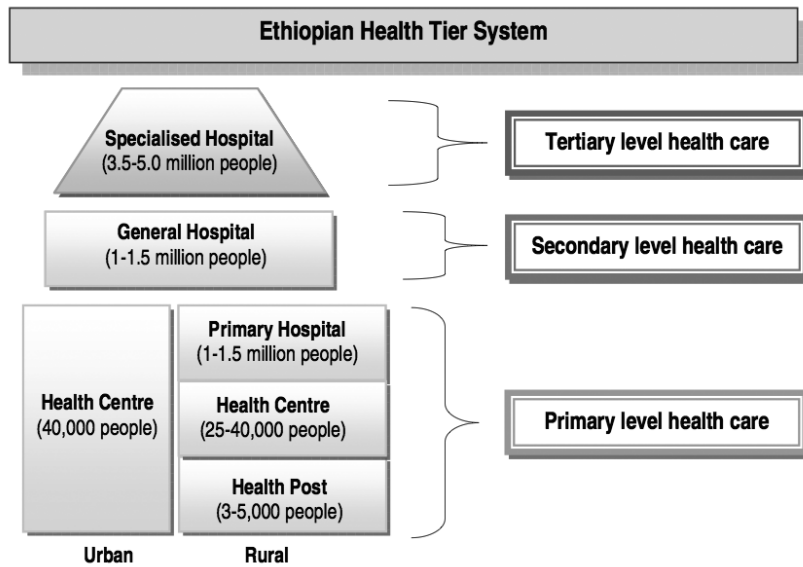 Ethiopian Health Tier System
Specialised Hospital
(3.5-5.0 million people)
Tertiary level health care
General Hospital
(1-1.5 million people)
Secondary level health care
Primary Hospital
(1-1.5 million people)
Health Centre
(40,000 people)
Health Centre
(25-40,000 people)
Primary level health care
Health Post
(3-5,000 people)
Urban
Rural